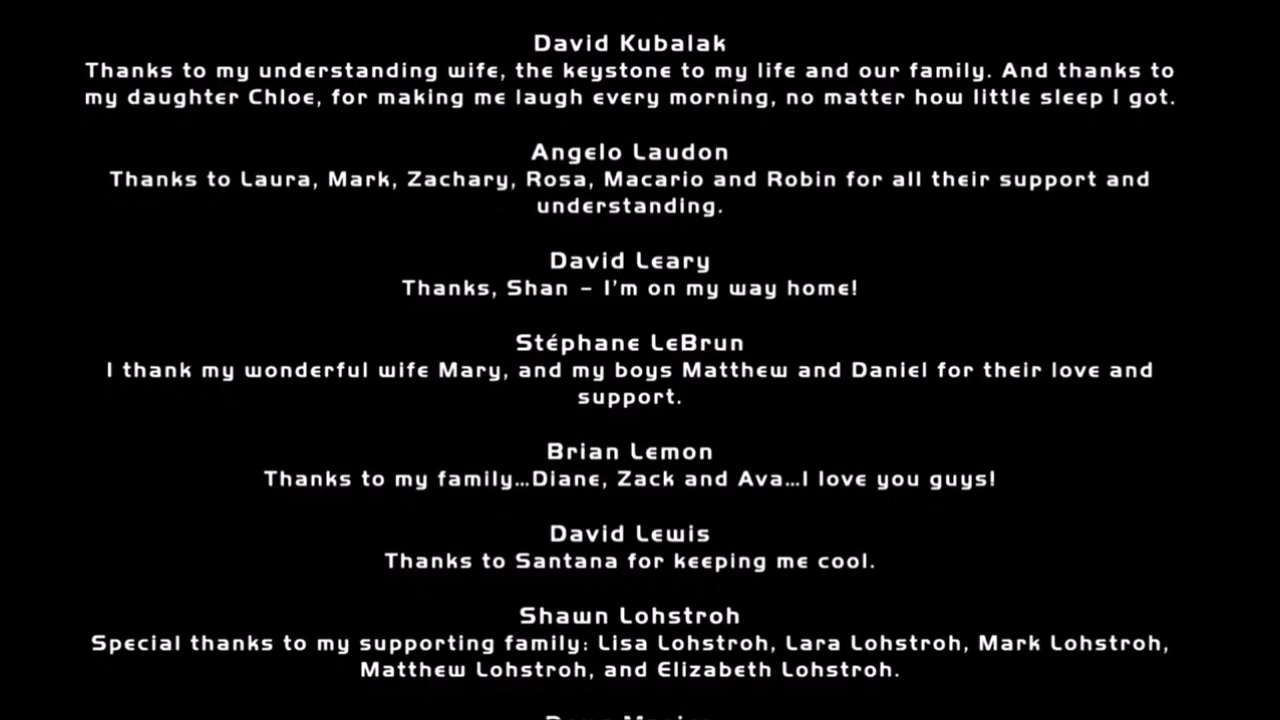 David Kubalak
Thanks to my understanding wife, the keystone to my life and our family. And thanks to
my daughter Chloe, for making me laugh every morning, no matter how little sleep I got.
Angelo Laudon
Thanks to Laura, Mark, Zachary, Rosa, Macario and Robin for all their support and
understanding.
David Leary
Thanks, Shan – I'm on my way home!
Stéphane LeBrun
I thank my wonderful wife Mary, and my boys Matthew and Daniel for their love and
support.
Brian Lemon
Thanks to my family...Diane, Zack and Ava...I love you guys!
David Lewis
Thanks to Santana for keeping me cool.
Shawn Lohstroh
Special thanks to my supporting family: Lisa Lohstroh, Lara Lohstroh, Mark Lohstroh,
Matthew Lohstroh, and Elizabeth Lohstroh.